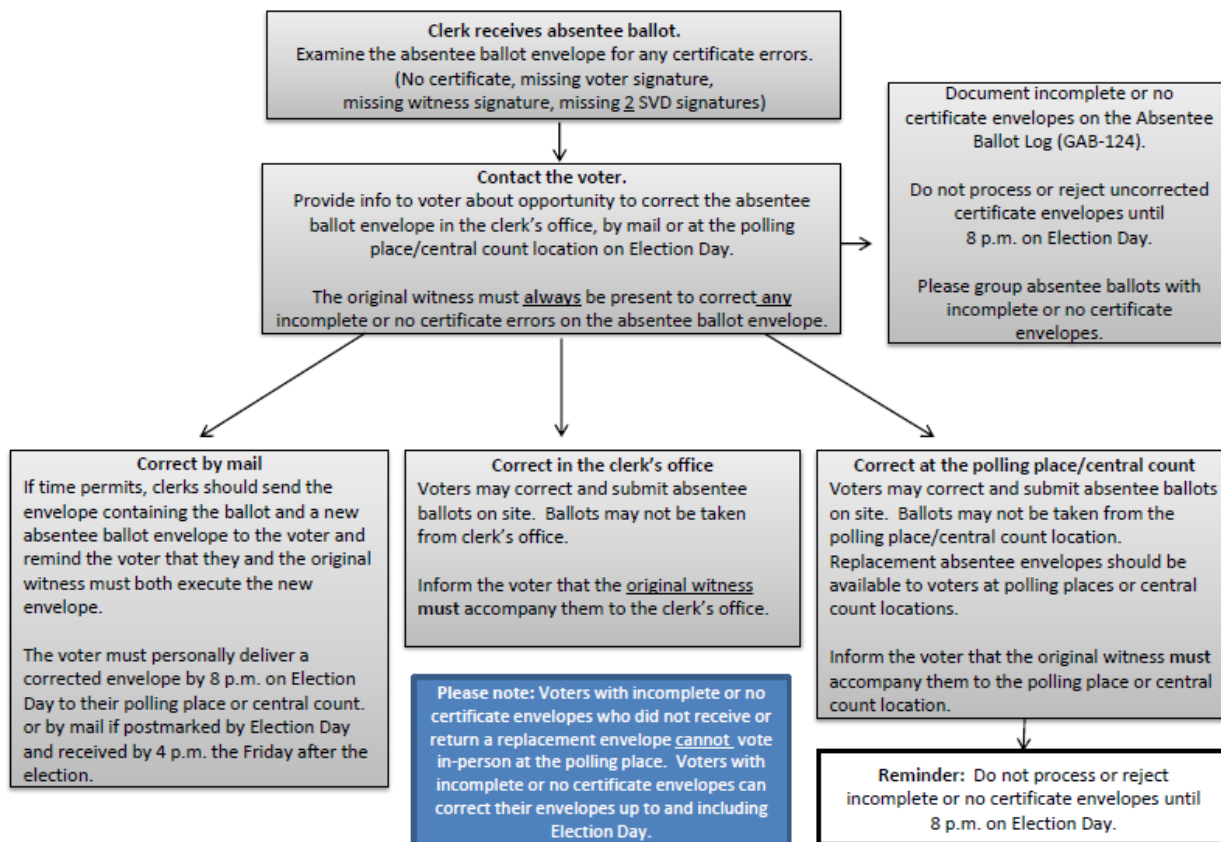 Clerk receives absentee ballot.
Examine the absentee ballot envelope for any certificate errors.
(No certificate, missing voter signature,
missing witness signature, missing 2 SVD signatures)
Document incomplete or no
certificate envelopes on the Absentee
Ballot Log (GAB-124).
Do not process or reject uncorrected
certificate envelopes until
8 p.m. on Election Day.
Please group absentee ballots with
incomplete or no certificate
envelopes.
Contact the voter.
Provide info to voter about opportunity to correct the absentee
ballot envelope in the clerk's office, by mail or at the polling
place/central count location on Election Day.
The original witness must always be present to correct any
incomplete or no certificate errors on the absentee ballot envelope.
Correct by mail
If time permits, clerks should send the
envelope containing the ballot and a new
absentee ballot envelope to the voter and
remind the voter that they and the original
witness must both execute the new
envelope.
The voter must personally deliver a
corrected envelope by 8 p.m. on Election
Day to their polling place or central count.
or by mail if postmarked by Election Day
and received by 4 p.m. the Friday after the
election.
Correct in the clerk's office
Voters may correct and submit absentee
ballots on site. Ballots may not be taken
from clerk's office.
Inform the voter that the original witness
must accompany them to the clerk's office.
Please note: Voters with incomplete or no
certificate envelopes who did not receive or
return a replacement envelope cannot vote
in-person at the polling place. Voters with
incomplete or no certificate envelopes can
correct their envelopes up to and including
Election Day.
Correct at the polling place/central count
Voters may correct and submit absentee ballots
on site. Ballots may not be taken from the
polling place/central count location.
Replacement absentee envelopes should be
available to voters at polling places or central
count locations.
Inform the voter that the original witness must
accompany them to the polling place or central
count location.
Reminder: Do not process or reject
incomplete or no certificate envelopes until
8 p.m. on Election Day.